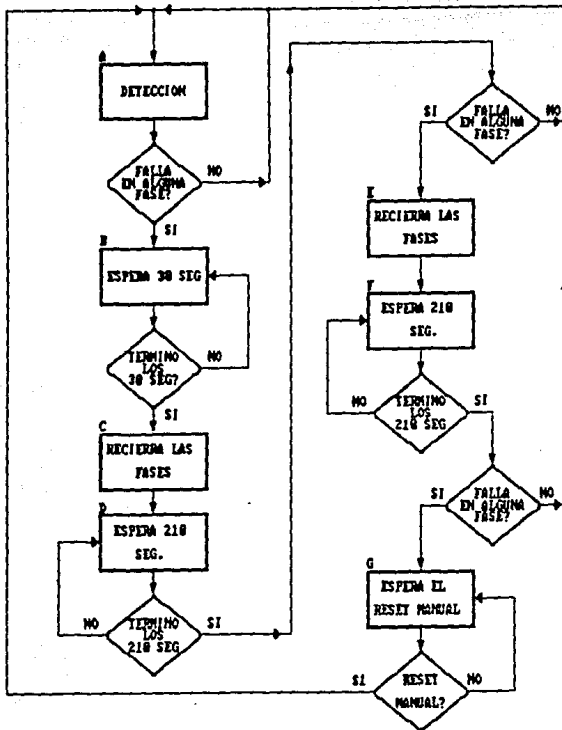 A
DETECCION
FALLA
EN ALGUNA
FASE?
NO
SI
B
ESPERA 30 SEG
TERMINO
LOS
30 SEG?
NO
SI
C
RECIERRA LAS
FASES
D
ESPERA 210
SEG.
TERMINO
LOS
210 SEG
NO
SI
FALLA
EN ALGUNA
FASE?
SI
NO
E
RECIERRA LAS
FASES
F
ESPERA 210
SEG.
TERMINO
LOS
210 SEG
NO
SI
FALLA
EN ALGUNA
FASE?
SI
NO
G
ESPERA EL
RESET MANUAL
RESET
MANUAL?
SI
NO